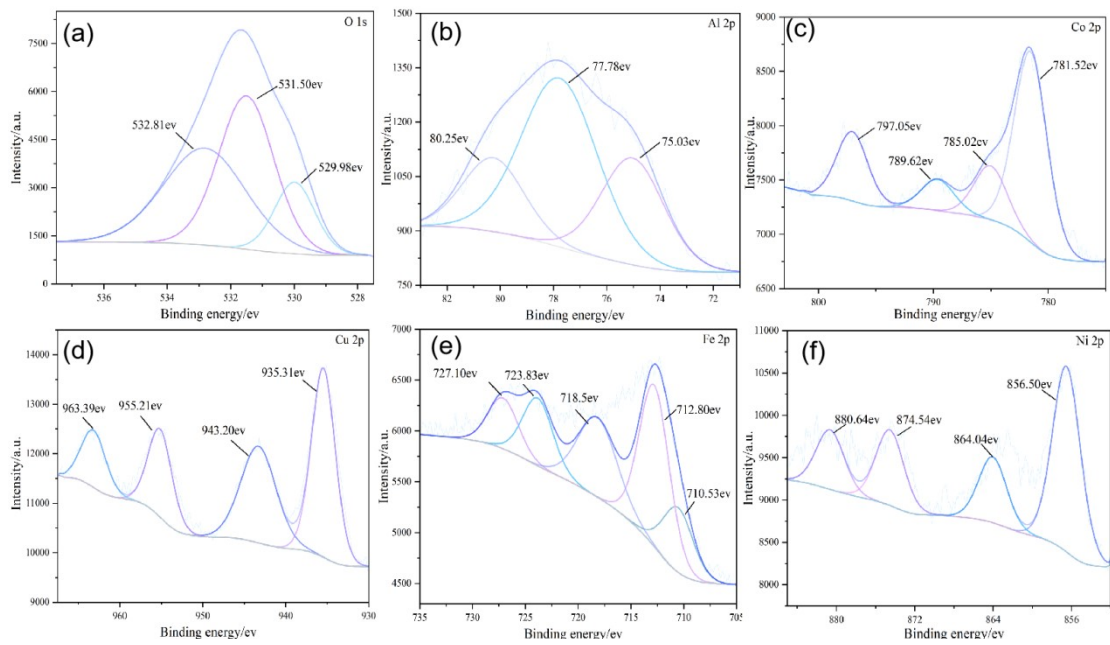 (a)
O 1s
7500
6000
4500
3000
1500
0
Intensity/a.u.
532.81ev
531.50ev
529.98ev
536
534
532
530
528
Binding energy/ev
(b)
Al 2p
1500
1350
1200
1050
900
750
Intensity/a.u.
80.25ev
77.78ev
75.03ev
82
80
78
76
74
72
Binding energy/ev
(c)
Co 2p
9000
8500
8000
7500
7000
6500
Intensity/a.u.
797.05ev
789.62ev
785.02ev
781.52ev
800
790
780
Binding energy/ev
(d)
Cu 2p
14000
13000
12000
11000
10000
9000
Intensity/a.u.
963.39ev
955.21ev
943.20ev
935.31ev
960
950
940
930
Binding energy/ev
(e)
Fe 2p
7000
6500
6000
5500
5000
4500
Intensity/a.u.
727.10ev
723.83ev
718.5ev
712.80ev
710.53ev
735
730
725
720
715
710
705
Binding energy/ev
(f)
Ni 2p
11000
10500
10000
9500
9000
8500
8000
Intensity/a.u.
880.64ev
874.54ev
864.04ev
856.50ev
880
872
864
856
Binding energy/ev